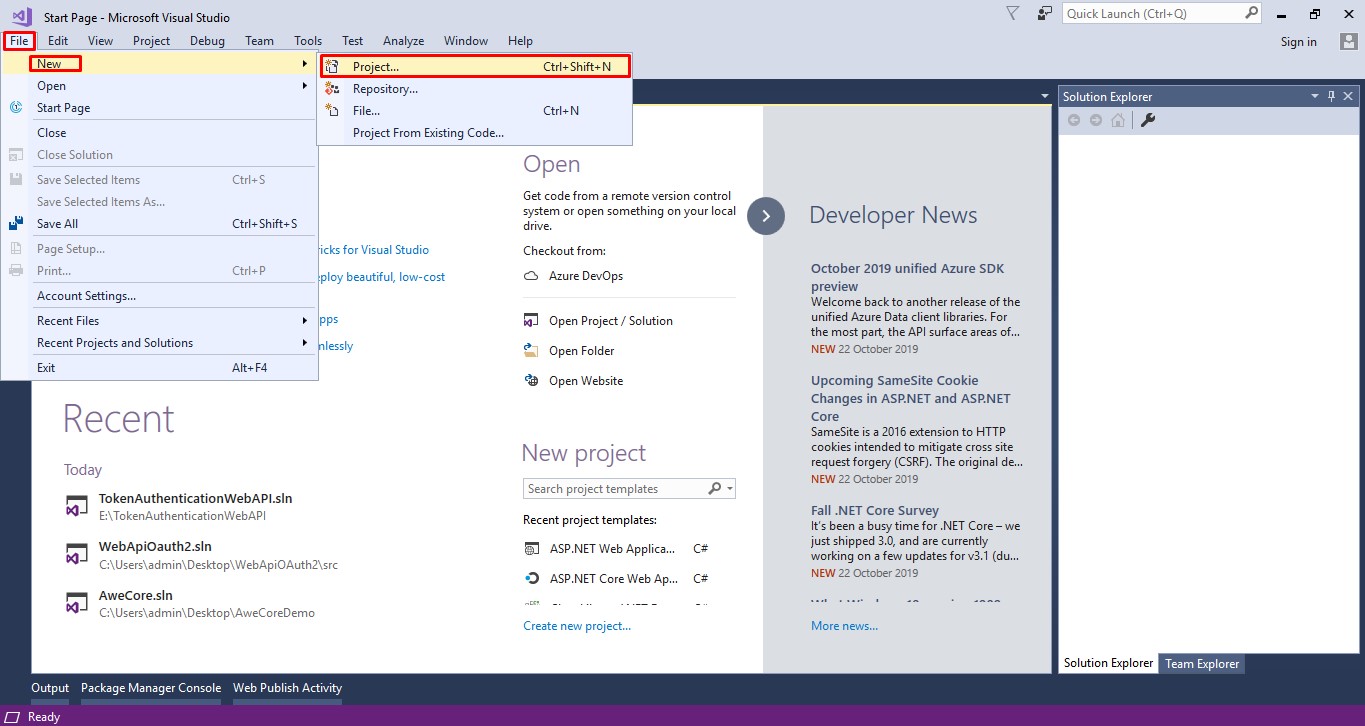 Start Page - Microsoft Visual Studio
Quick Launch (Ctrl+Q)
File Edit View Project Debug Team Tools Test Analyze Window Help
Sign in
New
Open
Start Page
Close
Close Solution
Save Selected Items Ctrl+S
Save Selected Items As...
Save All Ctrl+Shift+S
Page Setup...
Print... Ctrl+P
Account Settings...
Recent Files
Recent Projects and Solutions
Exit Alt+F4
Project... Ctrl+Shift+N
Repository...
File... Ctrl+N
Project From Existing Code...
ricks for Visual Studio
eploy beautiful, low-cost
pps
nlessly
Recent
Today
TokenAuthenticationWebAPI.sln
E:\TokenAuthenticationWebAPI
WebApiOauth2.sln
C:\Users\admin\Desktop\WebApiOAuth2\src
AweCore.sln
C:\Users\admin\Desktop\AweCoreDemo
Open
Get code from a remote version control
system or open something on your local
drive.
Checkout from:
Azure DevOps
Open Project / Solution
Open Folder
Open Website
New project
Search project templates
Recent project templates:
ASP.NET Web Applica... C#
ASP.NET Core Web Ap... C#
Create new project...
Developer News
October 2019 unified Azure SDK
preview
Welcome back to another release of the
unified Azure Data client libraries. For
the most part, the API surface areas of...
NEW 22 October 2019
Upcoming SameSite Cookie
Changes in ASP.NET and ASP.NET
Core
SameSite is a 2016 extension to HTTP
cookies intended to mitigate cross site
request forgery (CSRF). The original de...
NEW 22 October 2019
Fall .NET Core Survey
It's been a busy time for .NET Core – we
just shipped 3.0, and are currently
working on a few updates for v3.1 (du...
NEW 22 October 2019
More news...
Solution Explorer
Solution Explorer Team Explorer
Output Package Manager Console Web Publish Activity
Ready